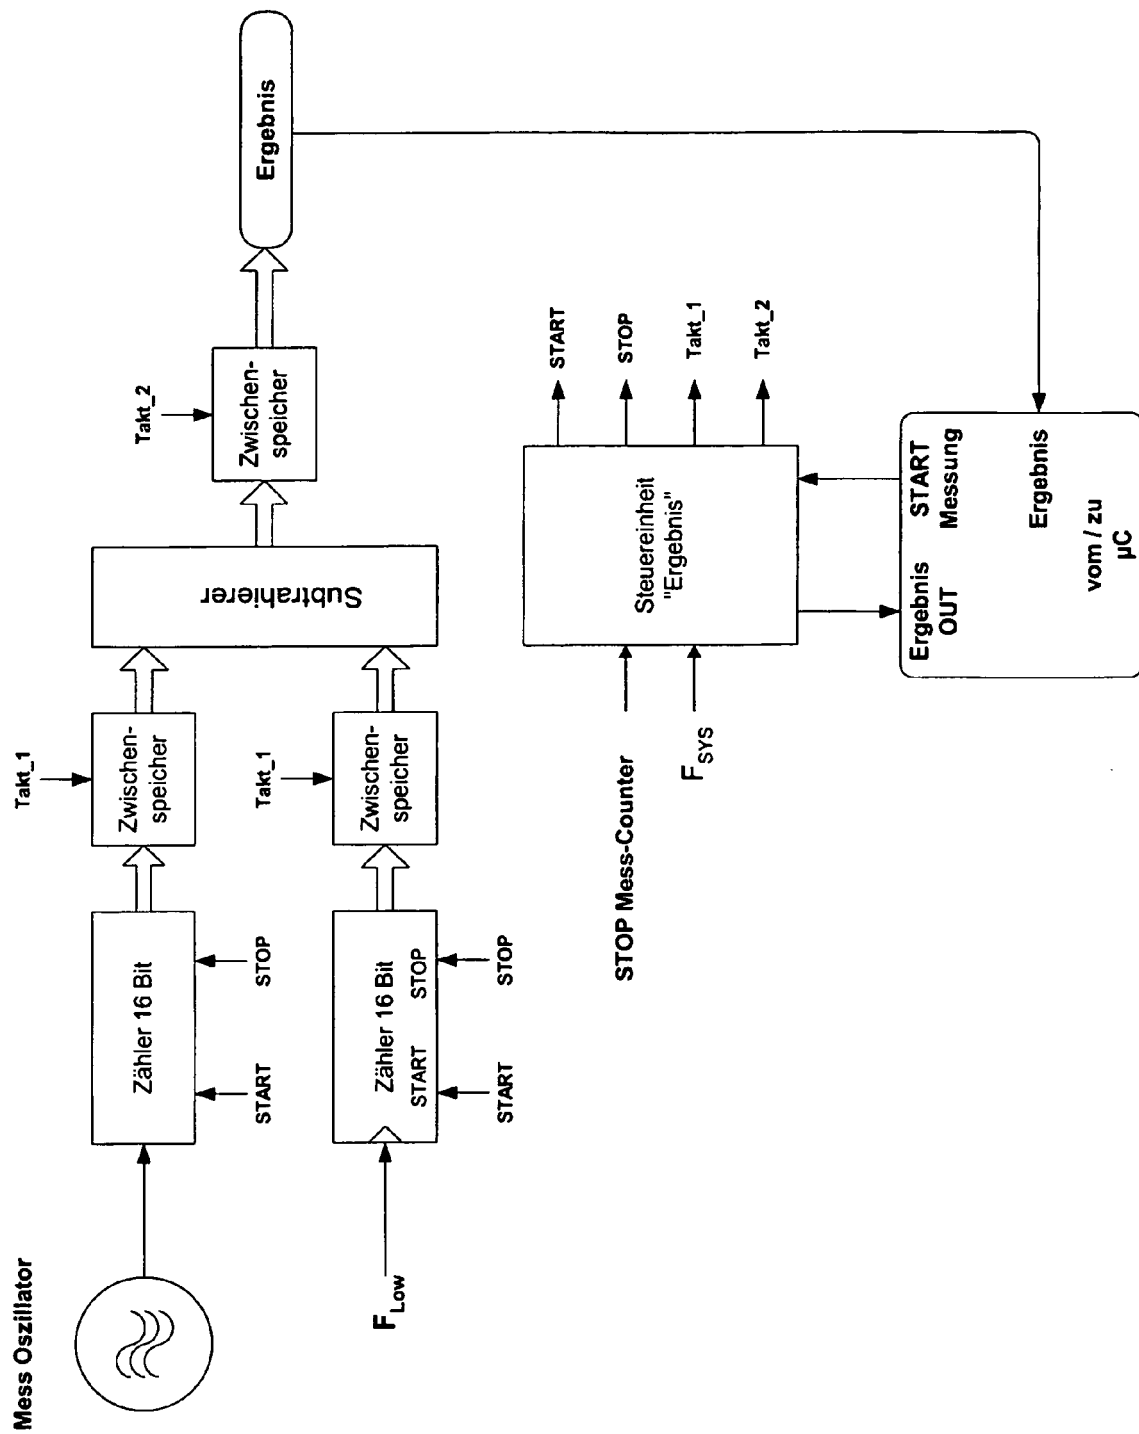 Mess Oszillator
Zähler 16 Bit
START
STOP
Takt_1
Zwischen-
speicher
F_Low
Zähler 16 Bit
START STOP
START
STOP
Takt_1
Zwischen-
speicher
Subtrahierer
Takt_2
Zwischen-
speicher
Ergebnis
STOP Mess-Counter
F_SYS
Steuereinheit
"Ergebnis"
START
STOP
Takt_1
Takt_2
Ergebnis
OUT
START
Messung
Ergebnis
vom / zu
µC